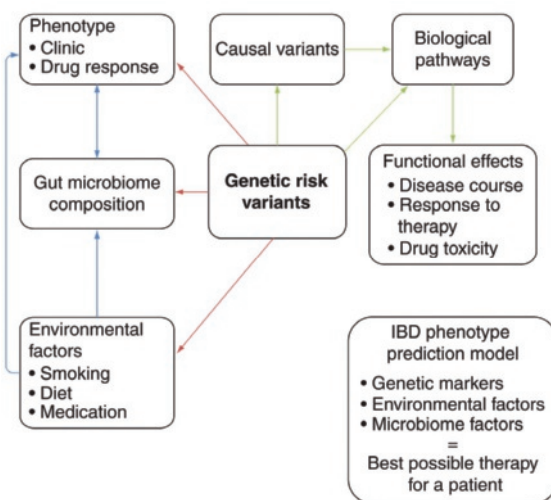 Phenotype
• Clinic
• Drug response
Causal variants
Biological
pathways
Gut microbiome
composition
Genetic risk
variants
Functional effects
• Disease course
• Response to
therapy
• Drug toxicity
Environmental
factors
• Smoking
• Diet
• Medication
IBD phenotype
prediction model
• Genetic markers
• Environmental factors
• Microbiome factors
=
Best possible therapy
for a patient